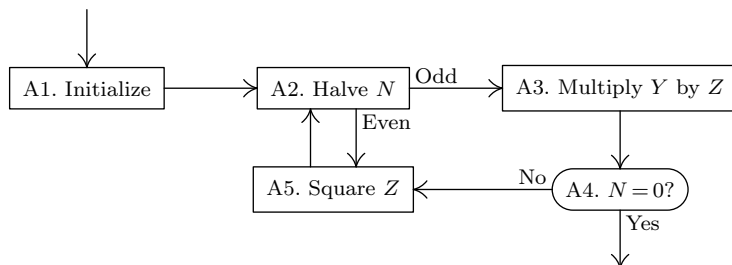 A1. Initialize
A2. Halve N
Odd
A3. Multiply Y by Z
Even
A5. Square Z
No
A4. N = 0?
Yes